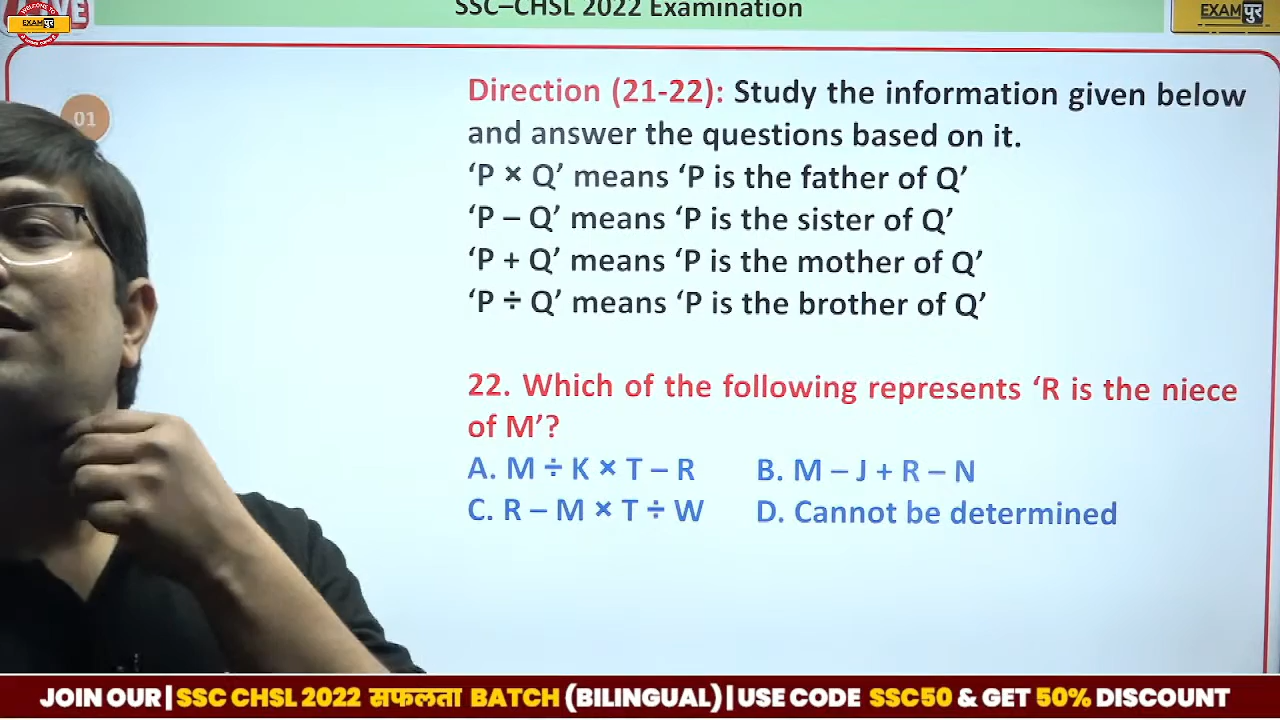 SSC–CHSL 2022 Examination
WELCOME TO
EXAMপুर
EXAMपुर
01
Direction (21-22): Study the information given below
and answer the questions based on it.
‘P × Q’ means ‘P is the father of Q’
‘P – Q’ means ‘P is the sister of Q’
‘P + Q’ means ‘P is the mother of Q’
‘P ÷ Q’ means ‘P is the brother of Q’
22. Which of the following represents ‘R is the niece
of M’?
A. M ÷ K × T – R B. M – J + R – N
C. R – M × T ÷ W D. Cannot be determined
JOIN OUR | SSC CHSL 2022 सफलता BATCH (BILINGUAL) | USE CODE SSC50 & GET 50% DISCOUNT